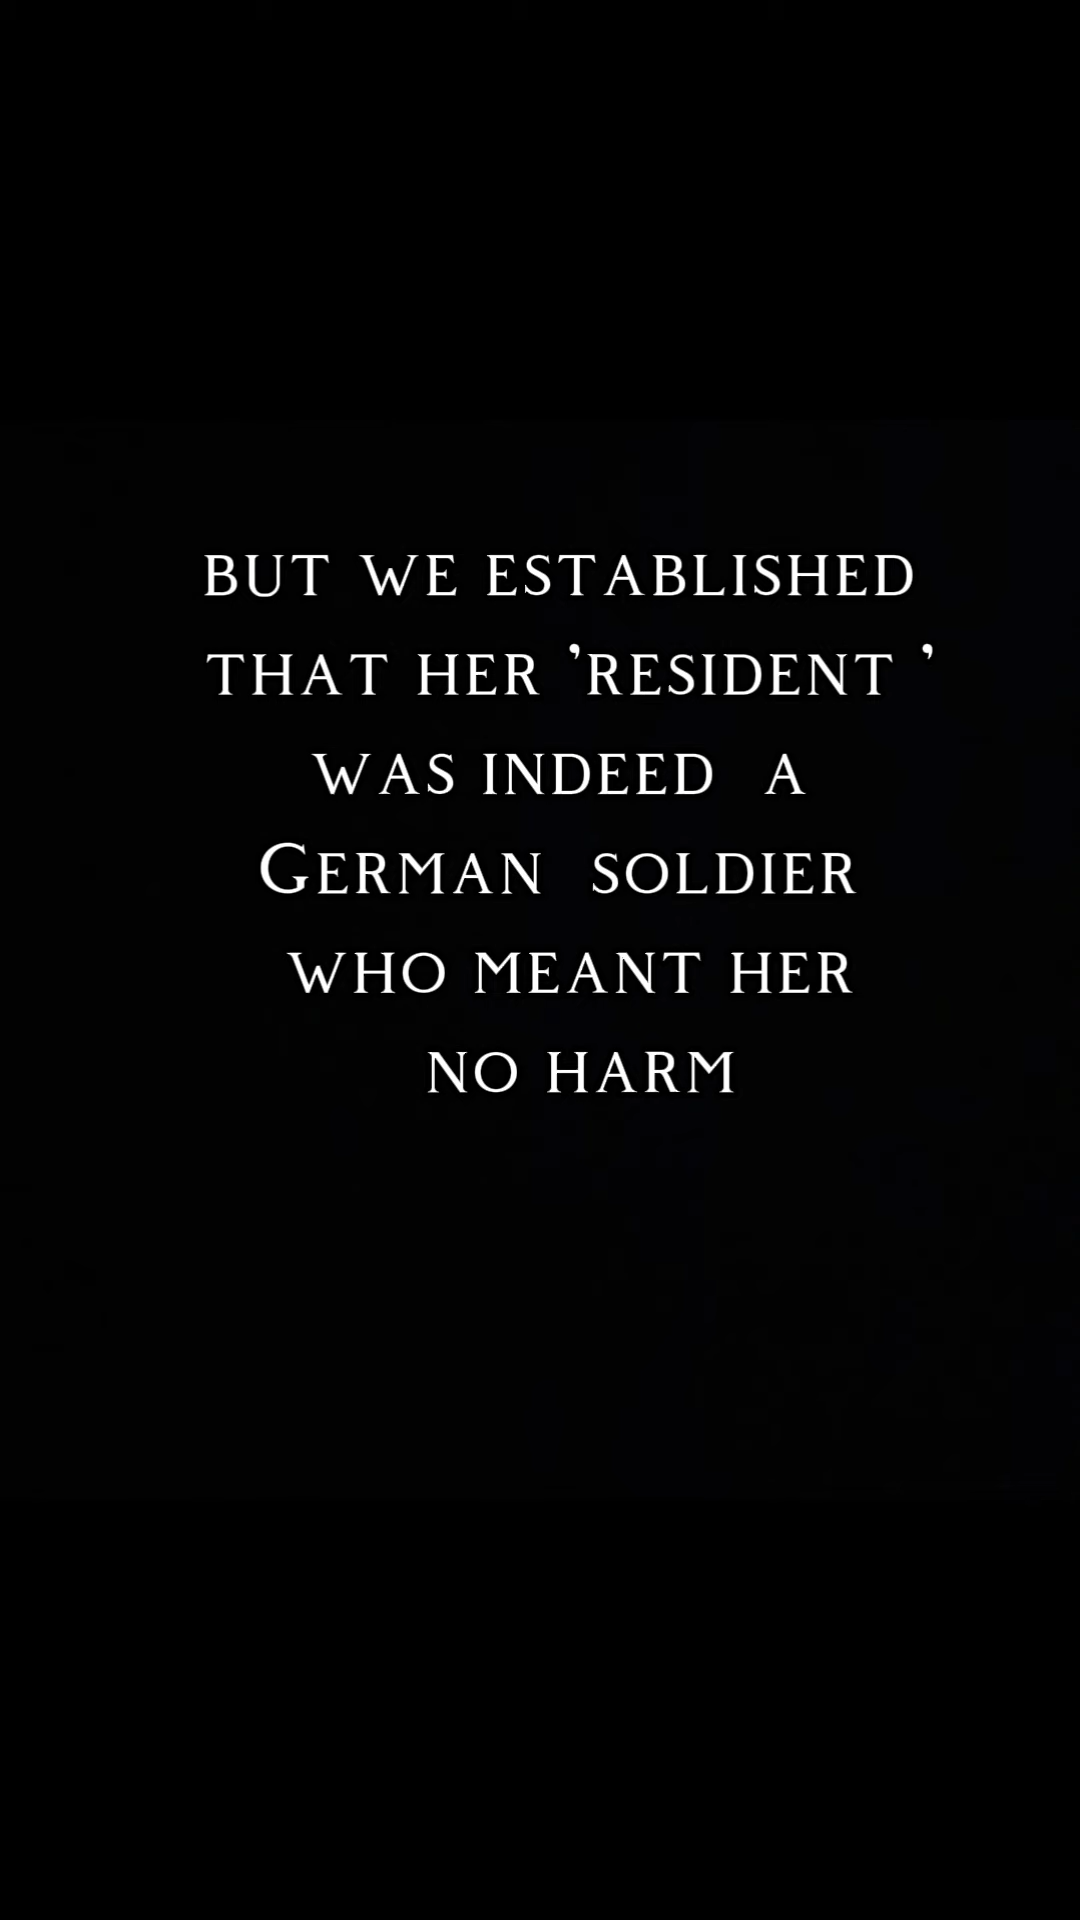 BUT WE ESTABLISHED
THAT HER 'RESIDENT '
WAS INDEED A
GERMAN SOLDIER
WHO MEANT HER
NO HARM